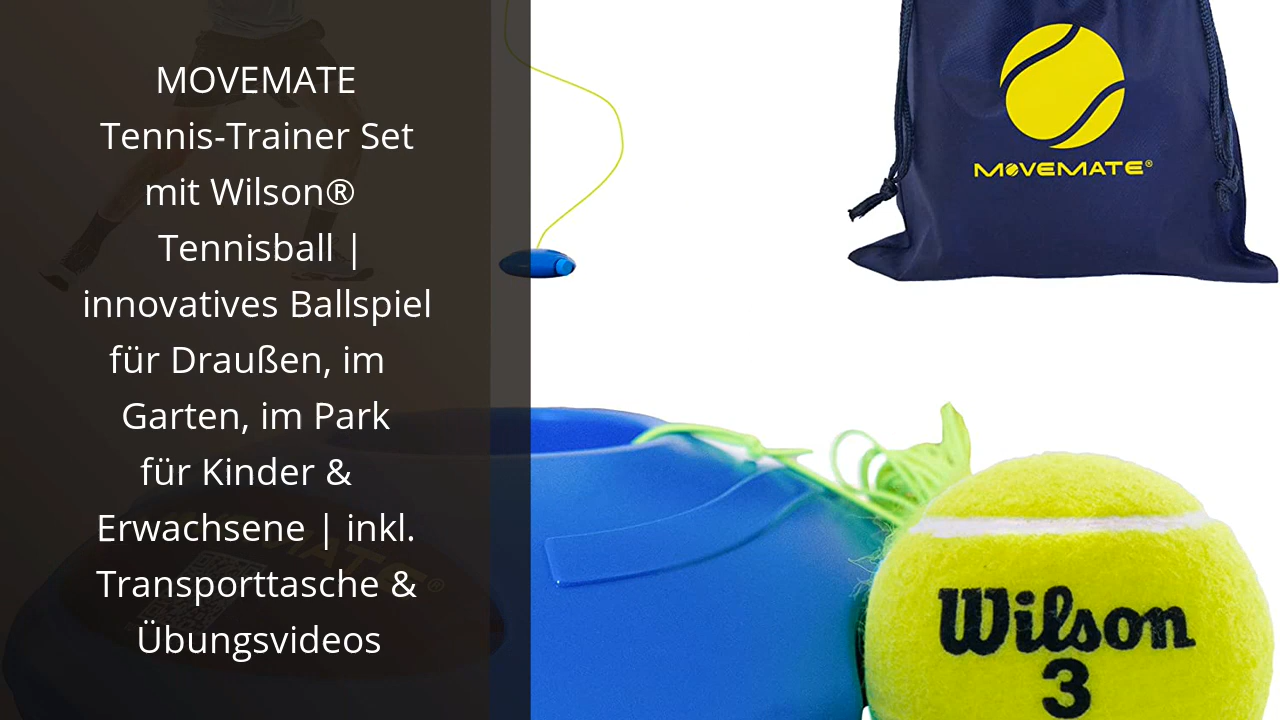 MOVEMATE
Tennis-Trainer Set
mit Wilson®
Tennisball |
innovatives Ballspiel
für Draußen, im
Garten, im Park
für Kinder &
Erwachsene | inkl.
Transporttasche &
Übungsvideos
MOVEMATE®
Wilson
3